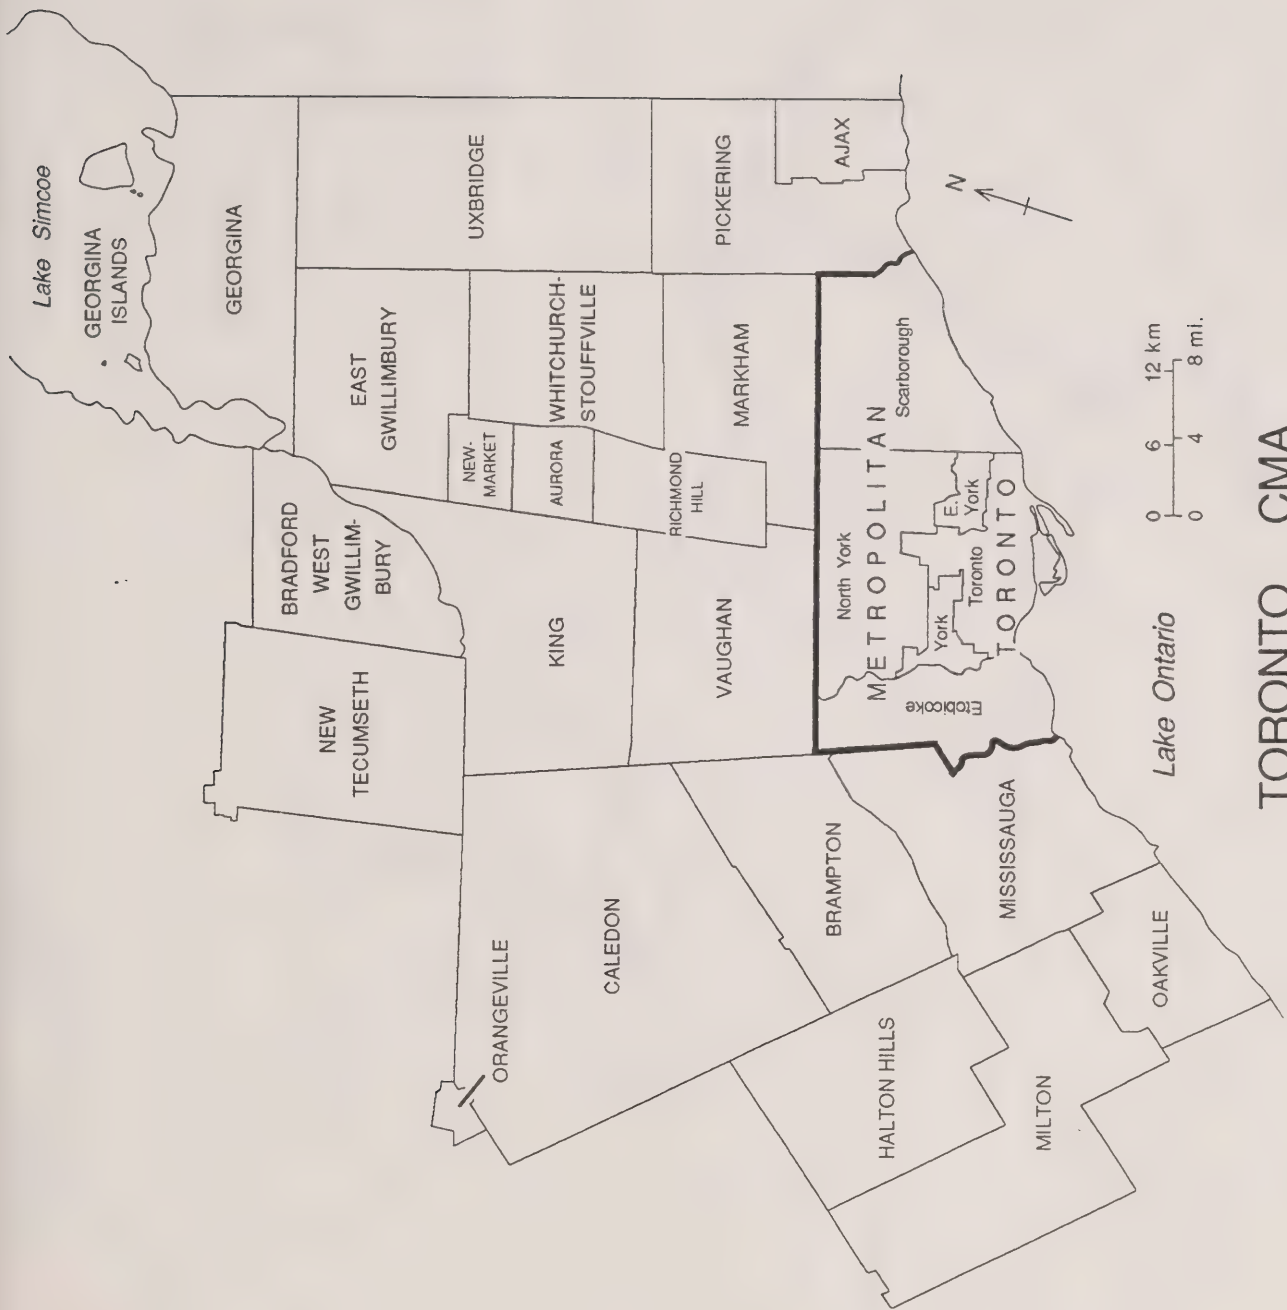 Lake Simcoe
GEORGINA
ISLANDS
GEORGINA
UXBRIDGE
PICKERING
AJAX
N
EAST
GWILLIMBURY
WHITCHURCH-
STOUFFVILLE
MARKHAM
NEW-
MARKET
AURORA
RICHMOND
HILL
BRADFORD
WEST
GWILLIM-
BURY
NEW
TECUMSETH
KING
VAUGHAN
METROPOLITAN
TORONTO
Scarborough
North York
E.
York
York
Toronto
Etobicoke
ORANGEVILLE
CALEDON
BRAMPTON
MISSISSAUGA
HALTON HILLS
MILTON
OAKVILLE
Lake Ontario
0 6 12 km
0 4 8 mi.
TORONTO CMA